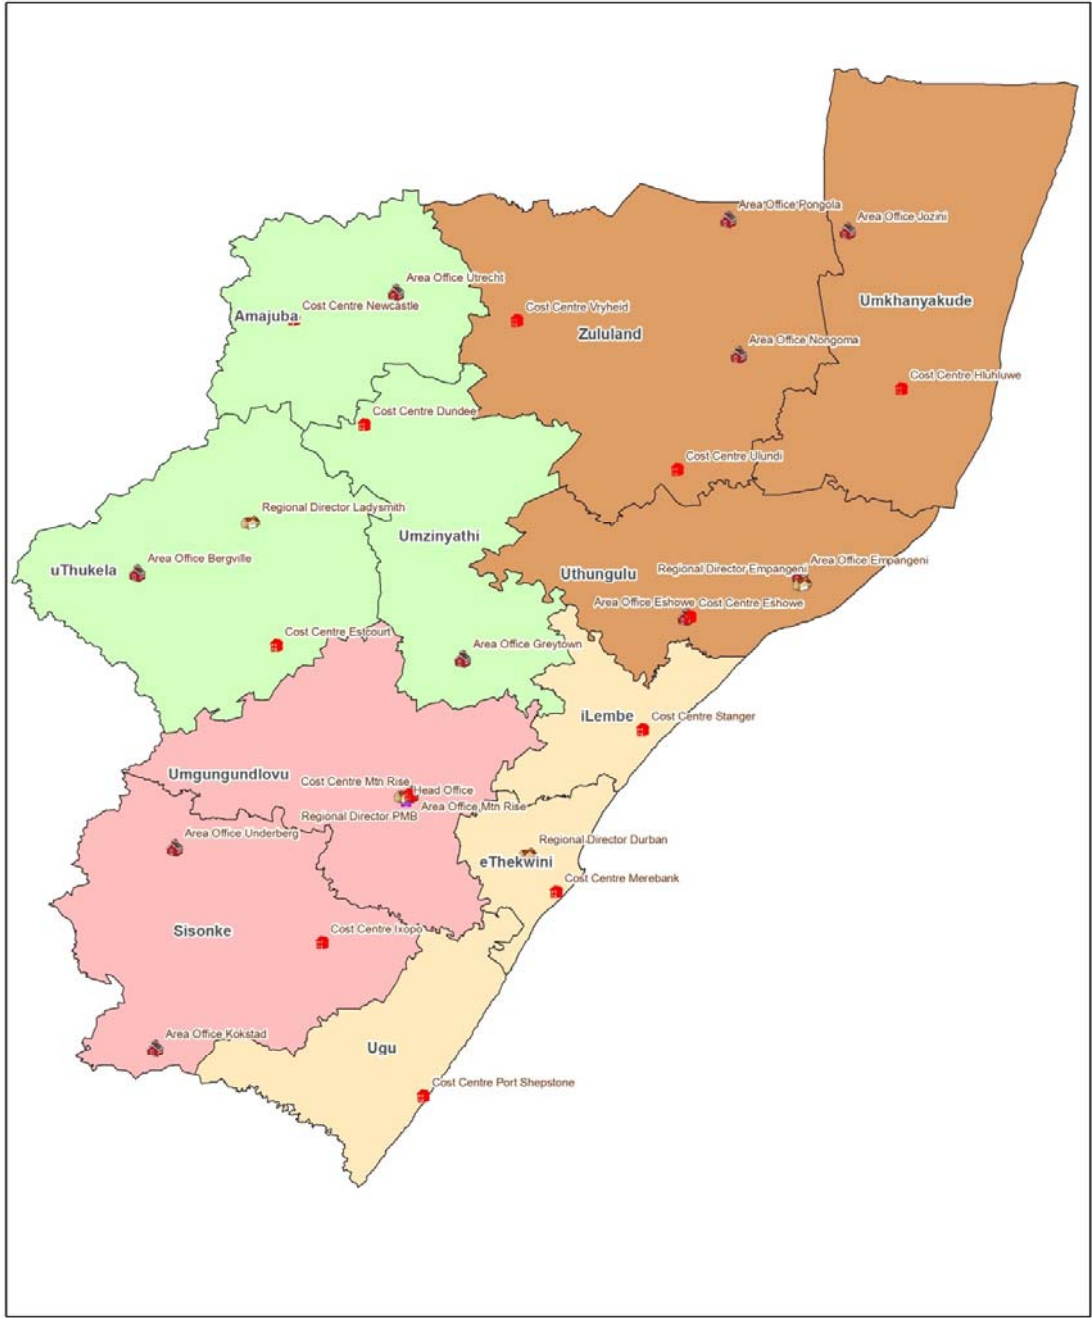 Area Office Pongola
Area Office Jozini
Area Office Utrecht
Umkhanyakude
Cost Centre Newcastle
Cost Centre Vryheid
Amajuba
Zululand
Area Office Nongoma
Cost Centre Hluhluwe
Cost Centre Dundee
Cost Centre Ulundi
Regional Director Ladysmith
Umzinyathi
Area Office Bergville
Area Office Empangeni
uThukela
Regional Director Empangeni
Uthungulu
Area Office Eshowe
Cost Centre Eshowe
Cost Centre Estcourt
Area Office Greytown
iLembe
Cost Centre Stanger
Umgungundlovu
Cost Centre Mtn Rise
Head Office
Area Office Mtn Rise
Regional Director PMB
Area Office Underberg
Regional Director Durban
eThekwini
Cost Centre Merebank
Sisonke
Cost Centre Ixopo
Area Office Kokstad
Ugu
Cost Centre Port Shepstone